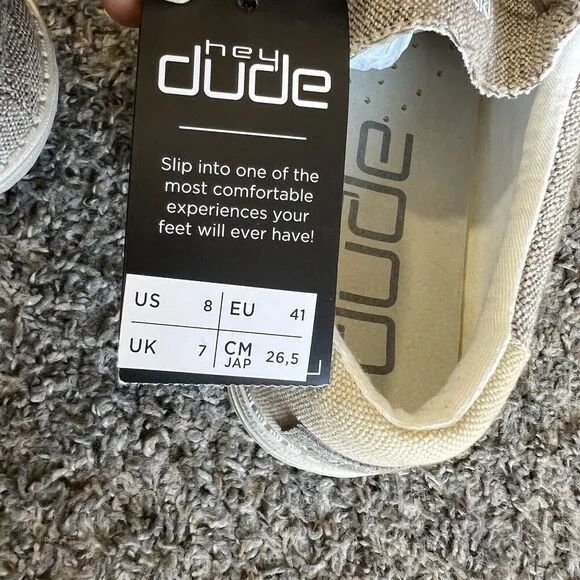 hey
dude
Slip into one of the
most comfortable
experiences your
feet will ever have!
US 8 EU 41
UK 7 CM JAP 26,5
dude